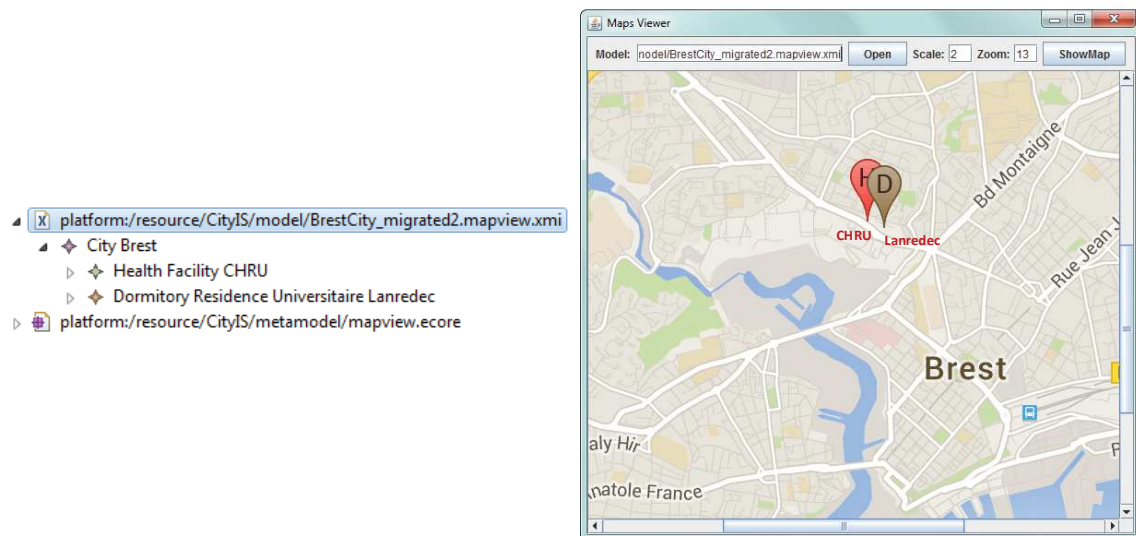 platform:/resource/CityIS/model/BrestCity_migrated2.mapview.xmi
City Brest
Health Facility CHRU
Dormitory Residence Universitaire Lanredec
platform:/resource/CityIS/metamodel/mapview.ecore
Maps Viewer
Model: nodel/BrestCity_migrated2.mapview.xmi Open Scale: 2 Zoom: 13 ShowMap
Bd Montaigne
H D
CHRU Lanredec
Rue Jean J
Brest
aly Hir
natole France